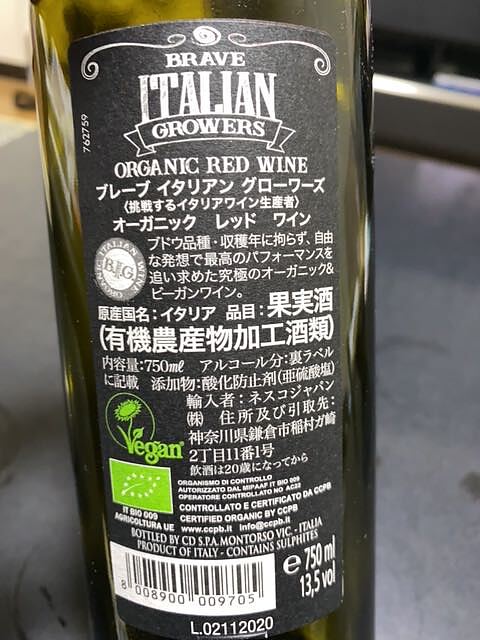 BRAVE
ITALIAN
GROWERS
762759
ORGANIC RED WINE
ブレーブ イタリアン グローワーズ
〈挑戦するイタリアワイン生産者〉
オーガニック レッド ワイン
ブドウ品種・収穫年に拘らず、自由
な発想で最高のパフォーマンスを
追い求めた究極のオーガニック&
ビーガンワイン。
ORGANIC ITALIAN WINE
BIG
原産国名:イタリア 品目:果実酒
(有機農産物加工酒類)
内容量:750mℓ アルコール分:裏ラベル
に記載 添加物:酸化防止剤(亜硫酸塩)
輸入者:ネスコジャパン
㈱ 住所及び引取先:
神奈川県鎌倉市稲村ガ崎
2丁目11番1号
飲酒は20歳になってから
Vegan
ORGANISMO DI CONTROLLO
AUTORIZZATO DAL MIPAAF IT BIO 009
OPERATORE CONTROLLATO NO AC22
CONTROLLATO E CERTIFICATO DA CCPB
CERTIFIED ORGANIC BY CCPB
www.ccpb.it info@ccpb.it
IT BIO 009
AGRICOLTURA UE
BOTTLED BY CD S.P.A. MONTORSO VIC. - ITALIA
PRODUCT OF ITALY - CONTAINS SULPHITES
8 008900 009705
e 750 ml
13,5 vol
L.02112020